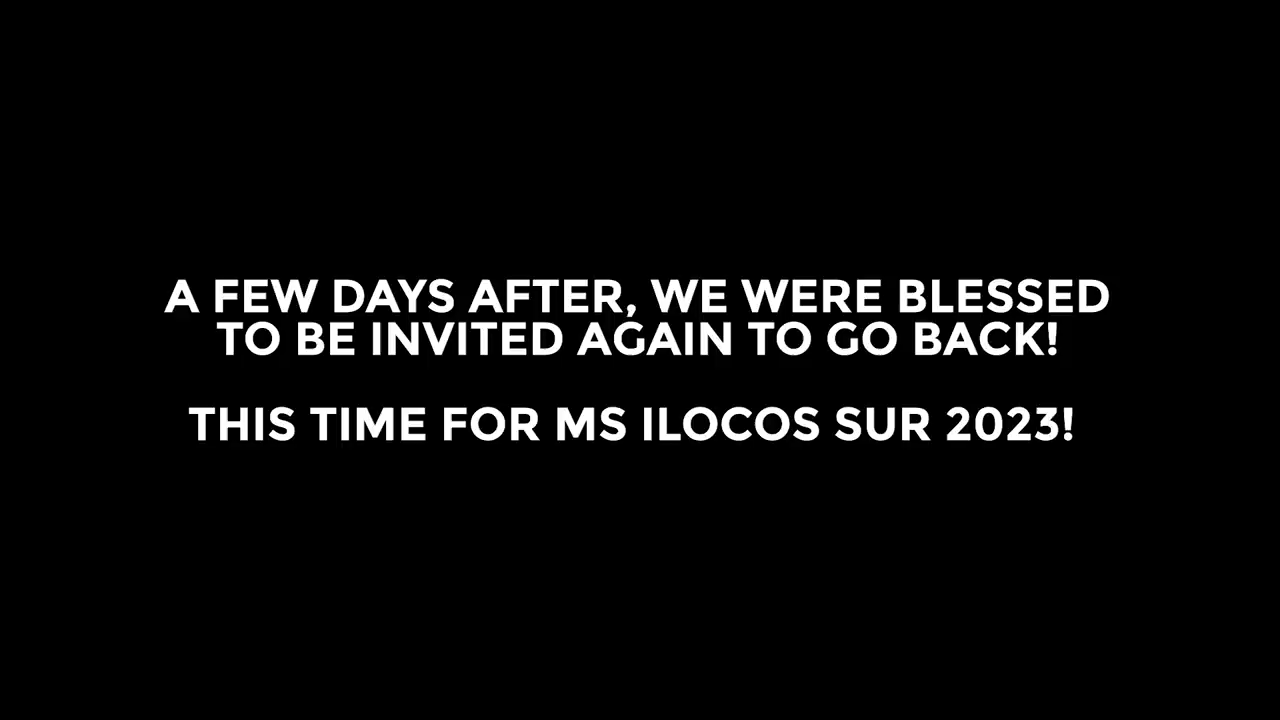 A FEW DAYS AFTER, WE WERE BLESSED
TO BE INVITED AGAIN TO GO BACK!
THIS TIME FOR MS ILOCOS SUR 2023!